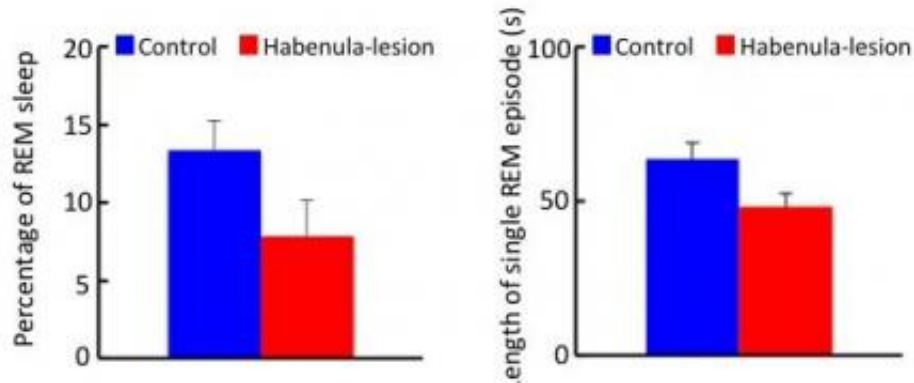 Percentage of REM sleep
20
15
10
5
0
Control
Habenula-lesion
Length of single REM episode (s)
100
50
0
Control
Habenula-lesion